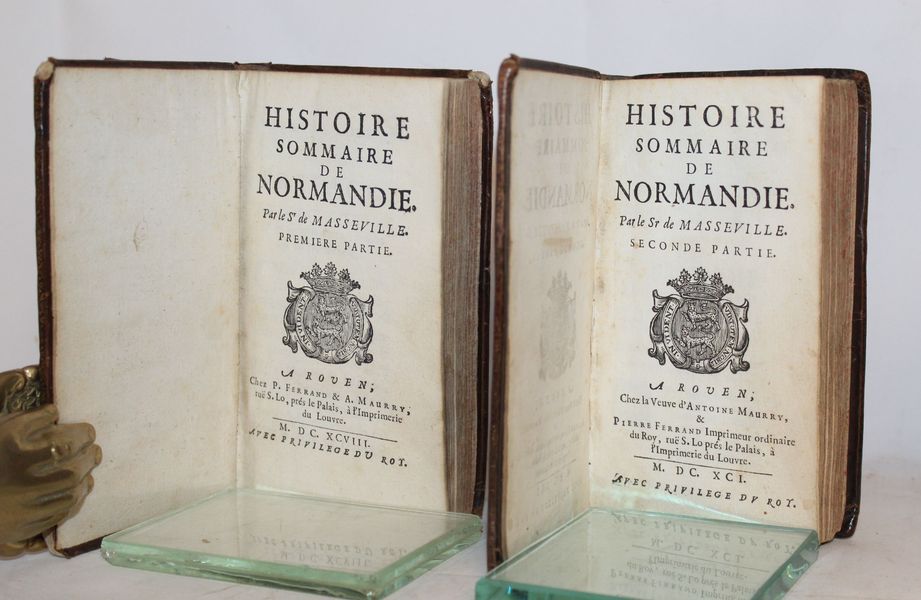 HISTOIRE
SOMMAIRE
DE
NORMANDIE.
Par le Sr de MASSEVILLE.
PREMIERE PARTIE.
A ROUEN,
Chez P. FERRAND & A. MAURRY,
ruë S. Lo, prés le Palais, à l'Imprimerie
du Louvre.
M. DC. XCVIII.
AVEC PRIVILEGE DU ROY.
HISTOIRE
SOMMAIRE
DE
NORMANDIE.
Par le Sr de MASSEVILLE.
SECONDE PARTIE.
A ROUEN,
Chez la Veuve d'ANTOINE MAURRY,
&
PIERRE FERRAND Imprimeur ordinaire
du Roy, ruë S. Lo prés le Palais, à
l'Imprimerie du Louvre.
M. DC. XCI.
AVEC PRIVILEGE DV ROY.